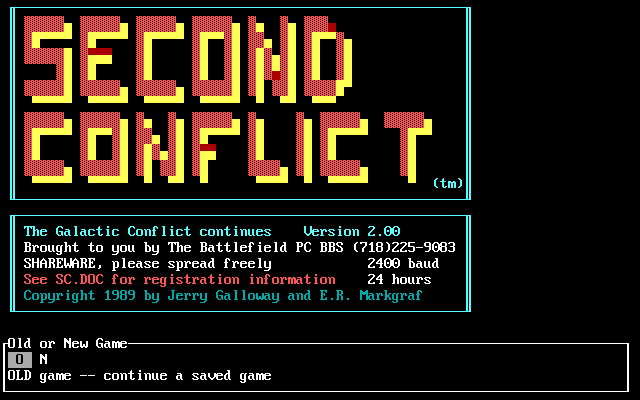 SECOND
CONFLICT
(tm)
The Galactic Conflict continues    Version 2.00
Brought to you by The Battlefield PC BBS (718)225-9083
SHAREWARE, please spread freely    2400 baud
See SC.DOC for registration information    24 hours
Copyright 1989 by Jerry Galloway and E.R. Markgraf
Old or New Game
O N
OLD game -- continue a saved game